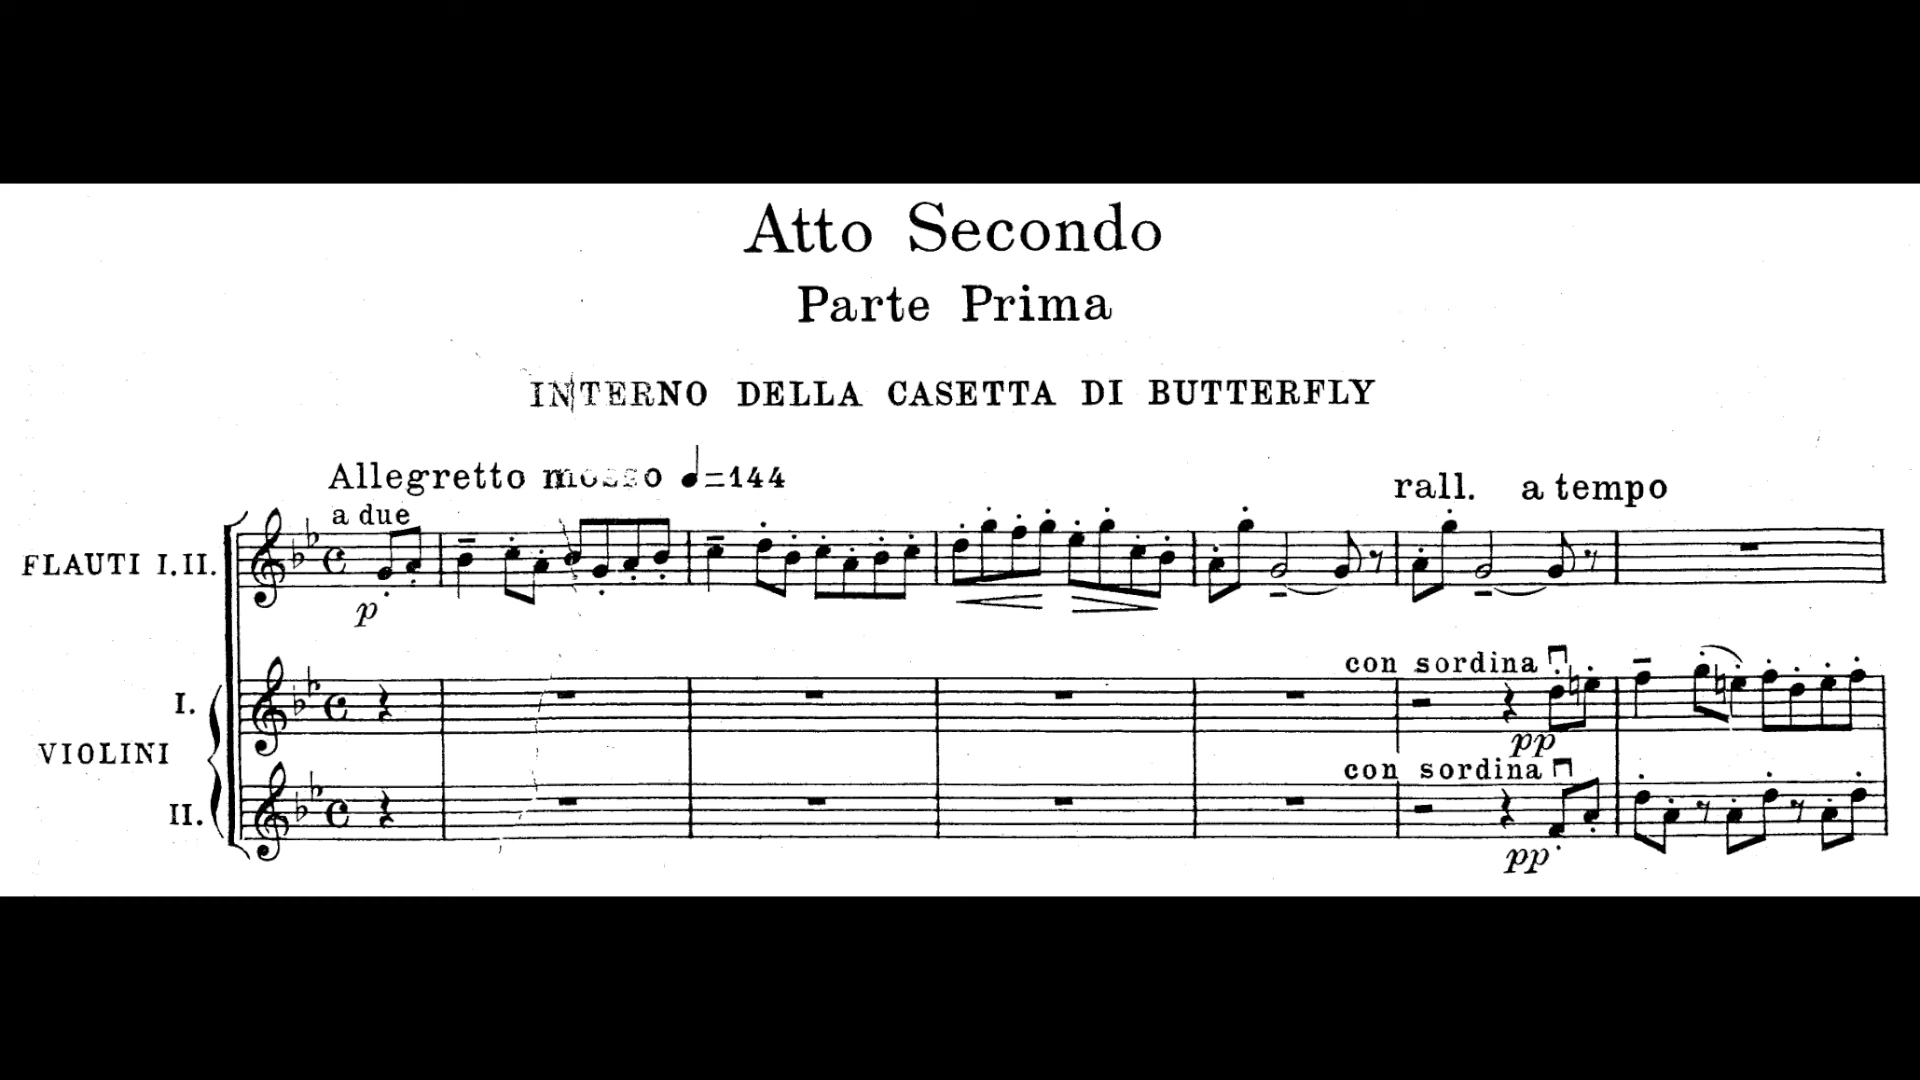 Atto Secondo
Parte Prima
INTERNO DELLA CASETTA DI BUTTERFLY
Allegretto mosso ♩=144
rall. a tempo
a due
FLAUTI I.II.
p
con sordina
I.
pp
VIOLINI
con sordina
II.
pp